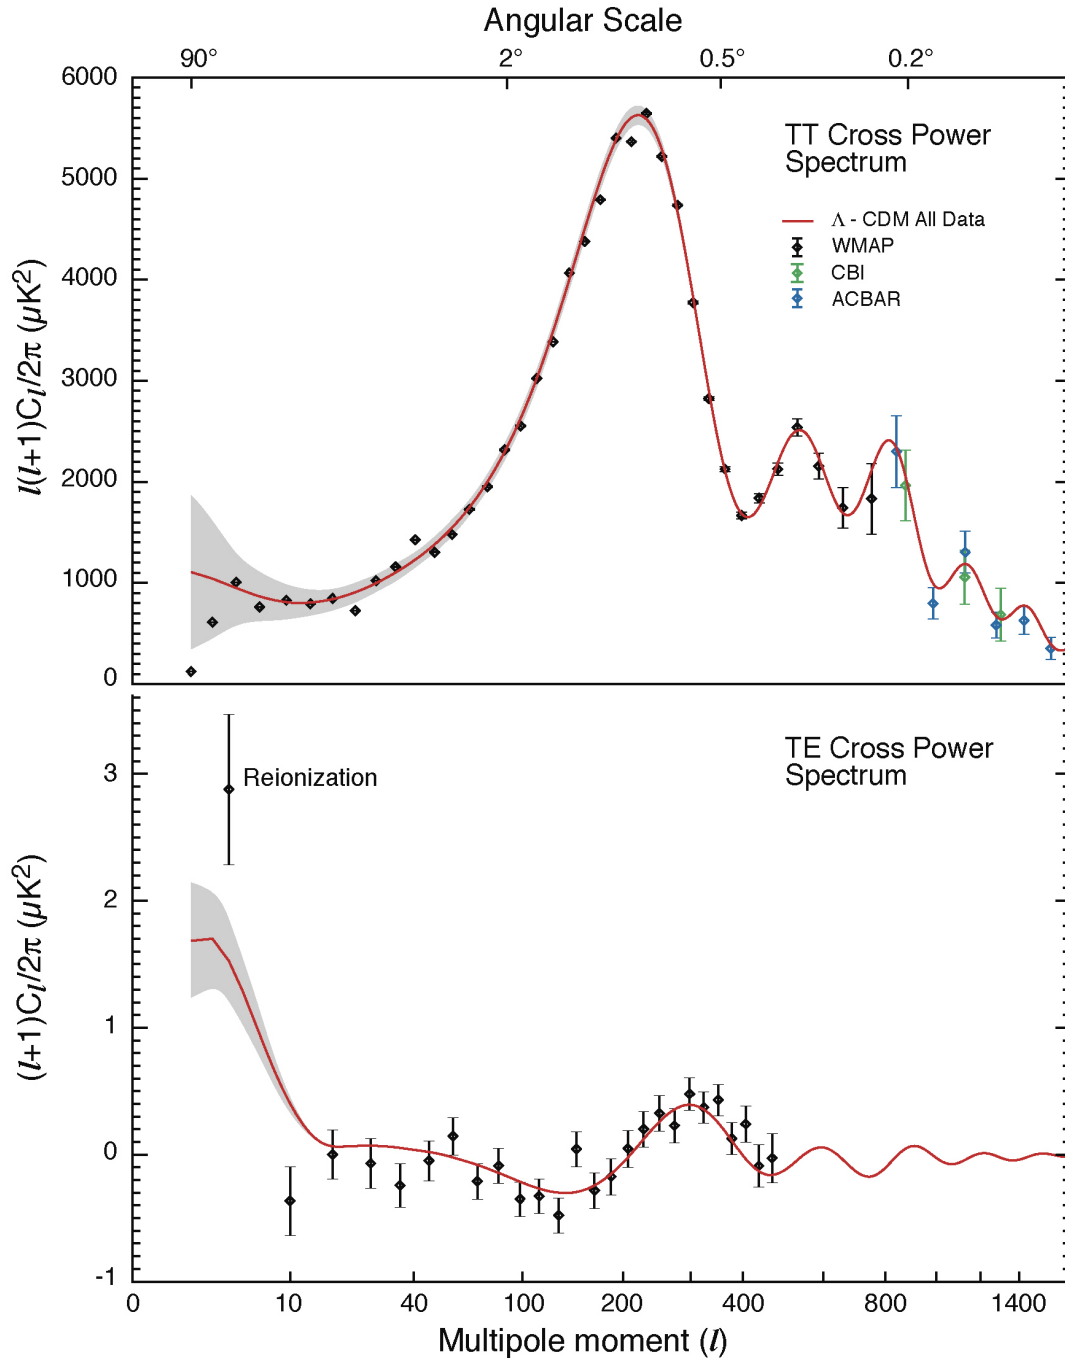 Angular Scale
90° 2° 0.5° 0.2°
6000
5000
4000
3000
2000
1000
0
l(l+1)Cl/2π (μK²)
TT Cross Power
Spectrum
Λ - CDM All Data
WMAP
CBI
ACBAR
3
2
1
0
-1
(l+1)Cl/2π (μK²)
Reionization
TE Cross Power
Spectrum
0 10 40 100 200 400 800 1400
Multipole moment (l)